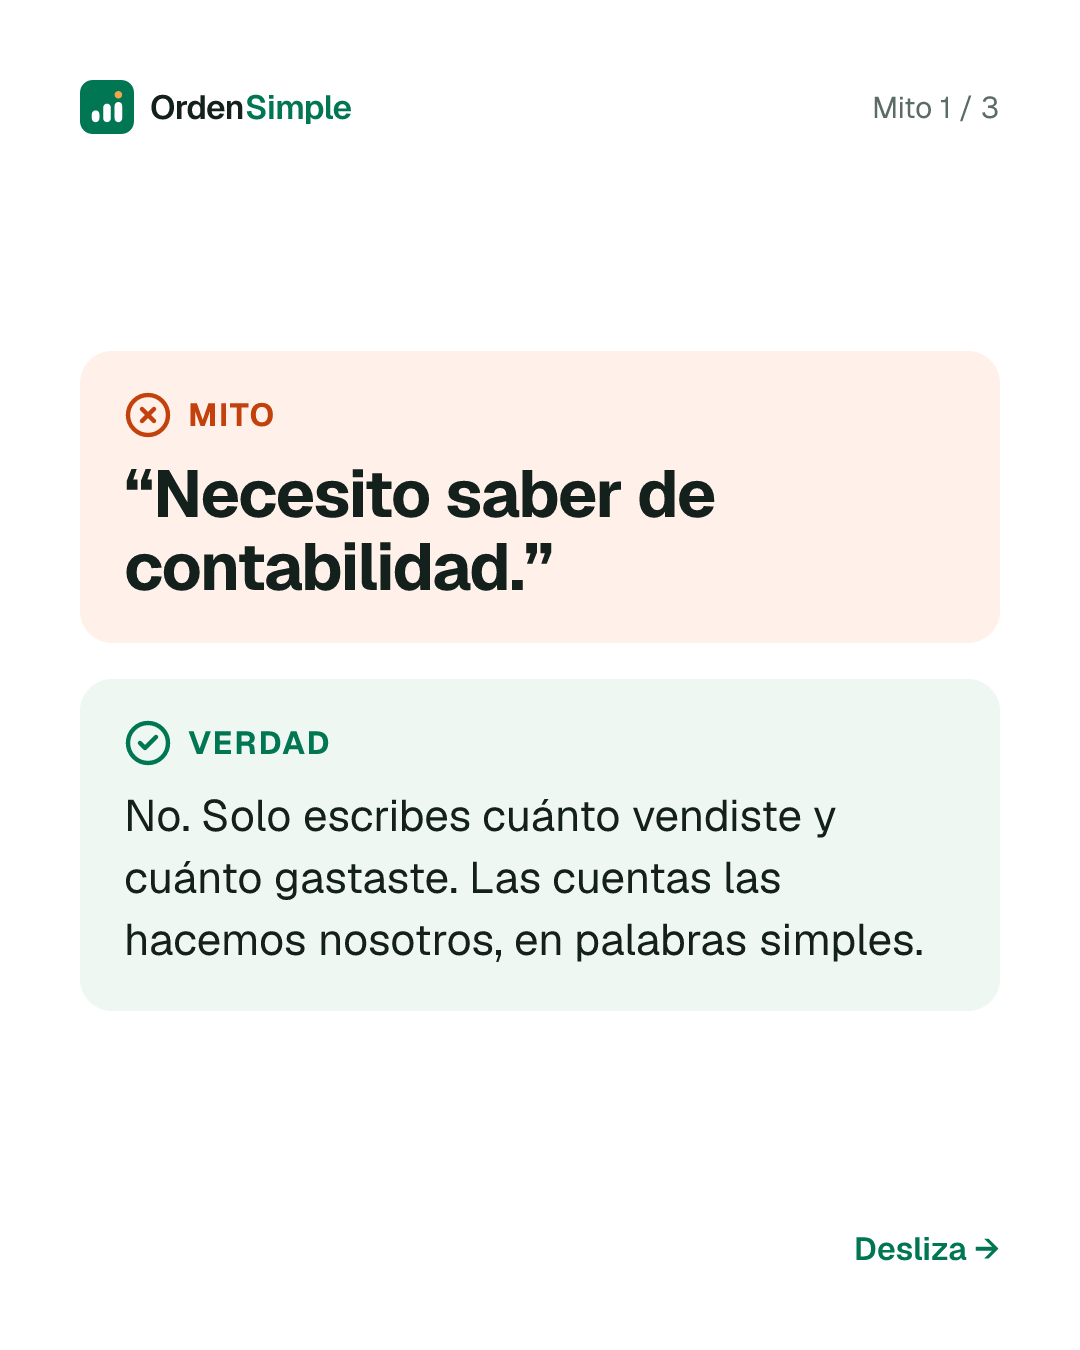 OrdenSimple
Mito 1 / 3
MITO
“Necesito saber de
contabilidad.”
VERDAD
No. Solo escribes cuánto vendiste y
cuánto gastaste. Las cuentas las
hacemos nosotros, en palabras simples.
Desliza →